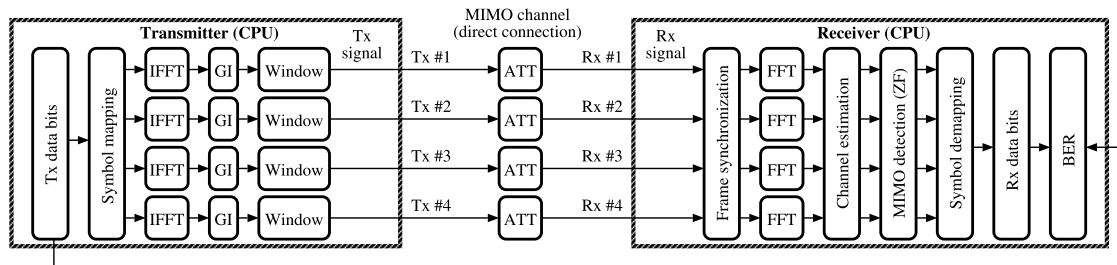 MIMO channel
(direct connection)
Transmitter (CPU)
Tx
signal
Rx
signal
Receiver (CPU)
Tx data bits
Symbol mapping
IFFT
GI
Window
Tx #1
ATT
Rx #1
IFFT
GI
Window
Tx #2
ATT
Rx #2
IFFT
GI
Window
Tx #3
ATT
Rx #3
IFFT
GI
Window
Tx #4
ATT
Rx #4
Frame synchronization
FFT
FFT
FFT
FFT
Channel estimation
MIMO detection (ZF)
Symbol demapping
Rx data bits
BER